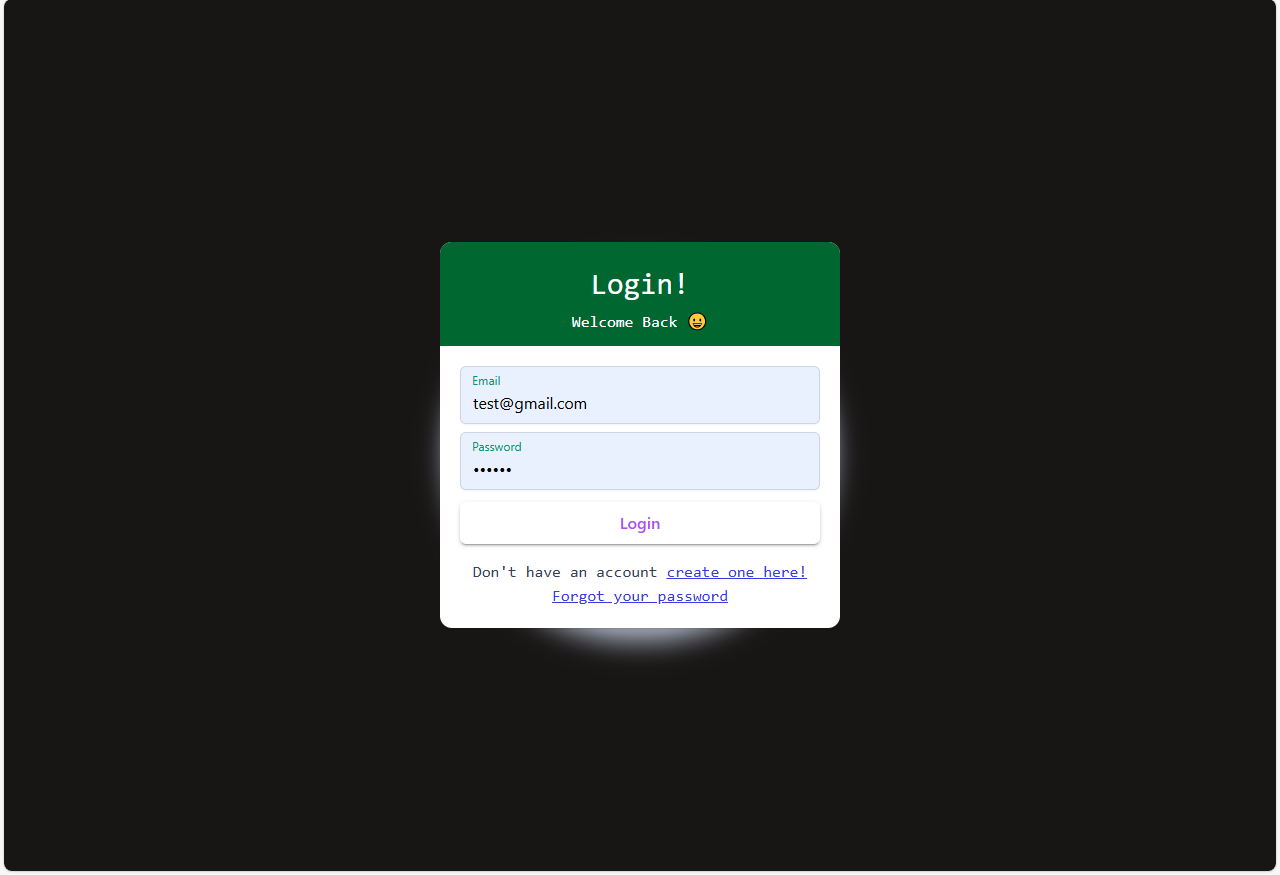 Login!
Welcome Back 😀
Email
test@gmail.com
Password
••••••
Login
Don't have an account create one here!
Forgot your password